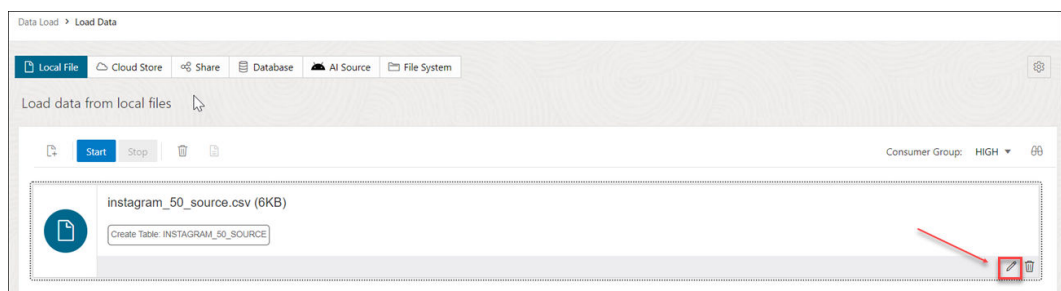 Data Load > Load Data
Local File Cloud Store Share Database AI Source File System
Load data from local files
Start Stop Consumer Group: HIGH
instagram_50_source.csv (6KB)
Create Table: INSTAGRAM_50_SOURCE